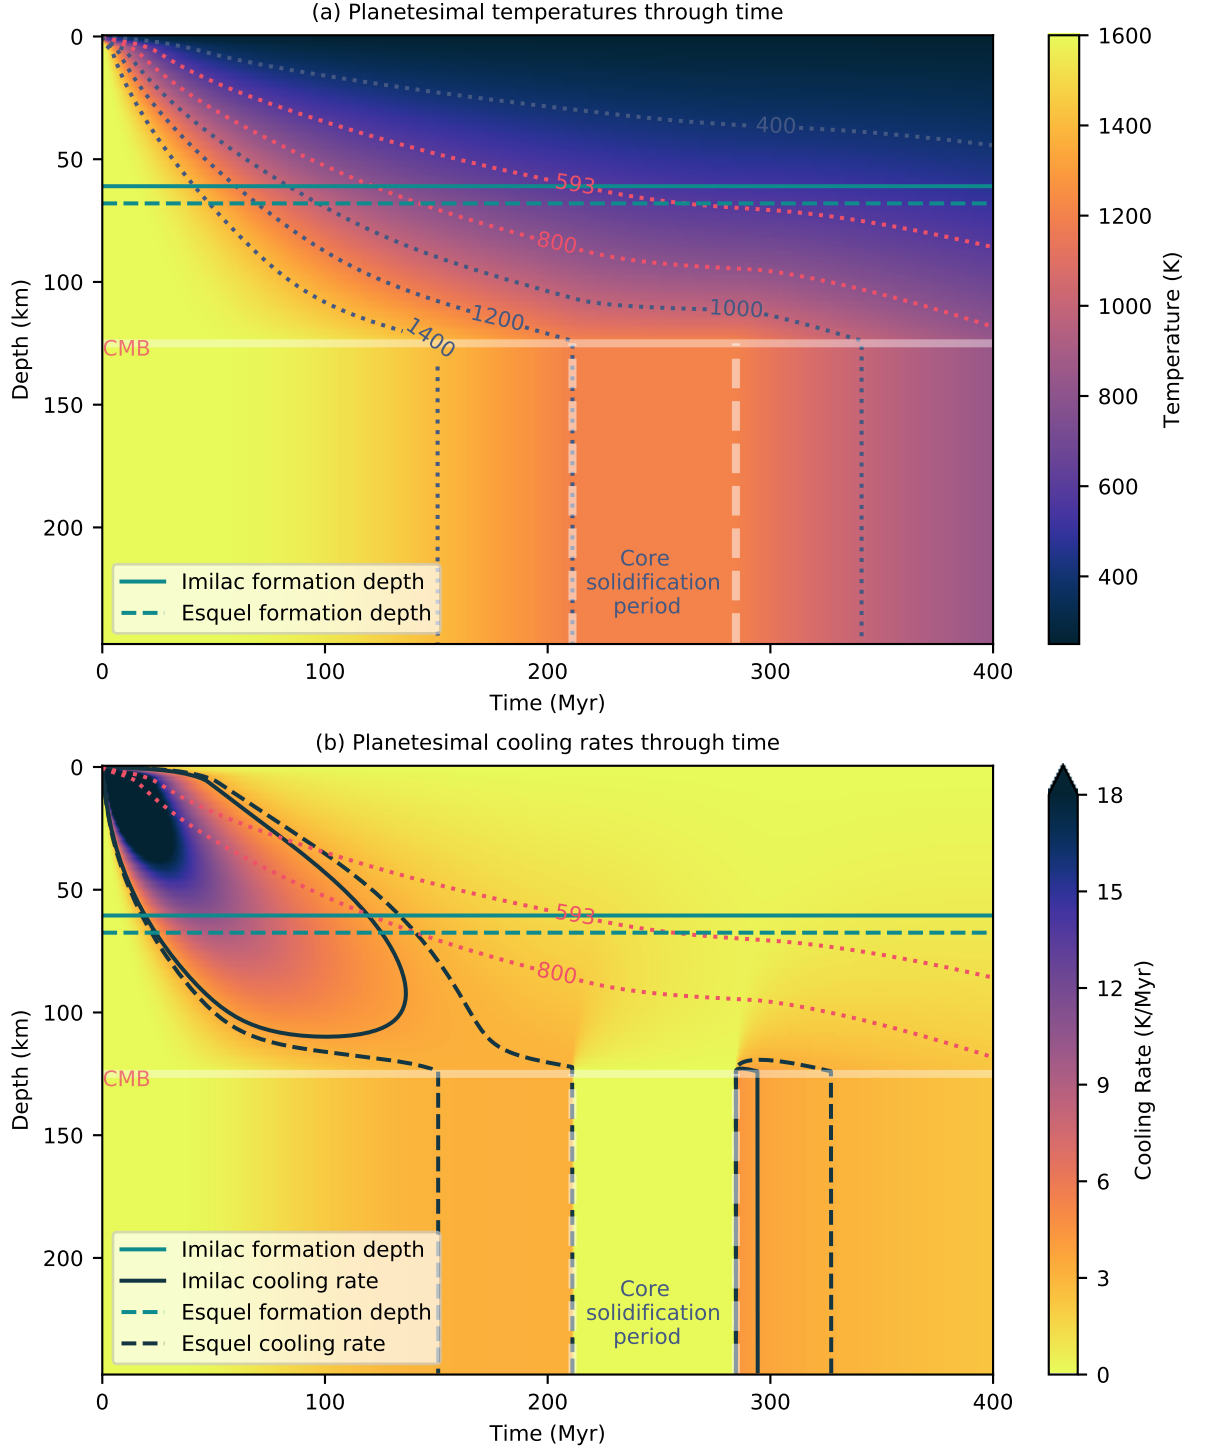 (a) Planetesimal temperatures through time
0
50
100
150
200
Depth (km)
400
593
800
1000
1200
1400
CMB
Core
solidification
period
Imilac formation depth
Esquel formation depth
0
100
200
300
400
Time (Myr)
1600
1400
1200
1000
800
600
400
Temperature (K)
(b) Planetesimal cooling rates through time
0
50
100
150
200
Depth (km)
593
800
CMB
Core
solidification
period
Imilac formation depth
Imilac cooling rate
Esquel formation depth
Esquel cooling rate
0
100
200
300
400
Time (Myr)
18
15
12
9
6
3
0
Cooling Rate (K/Myr)